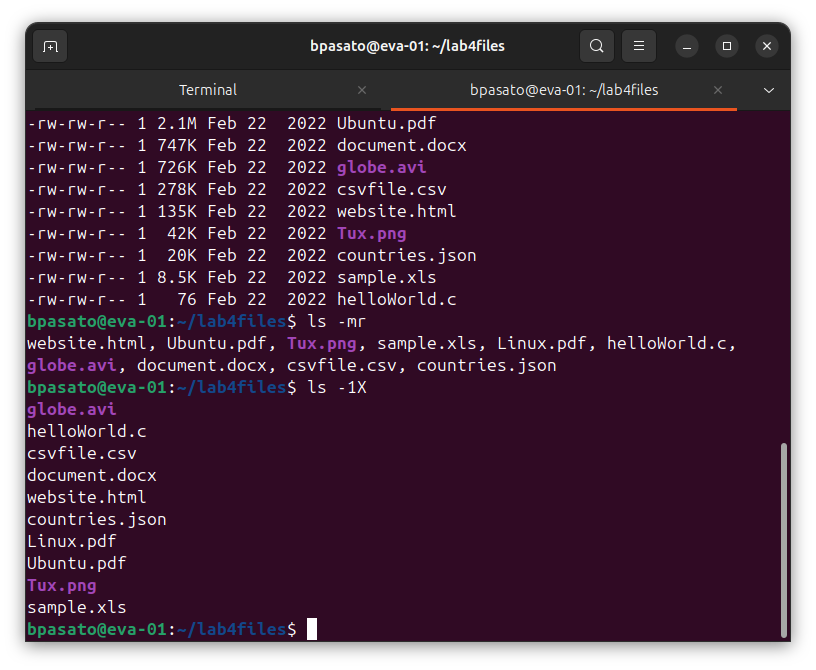 bpasato@eva-01: ~/lab4files
Terminal
bpasato@eva-01: ~/lab4files
-rw-rw-r-- 1 2.1M Feb 22  2022 Ubuntu.pdf
-rw-rw-r-- 1 747K Feb 22  2022 document.docx
-rw-rw-r-- 1 726K Feb 22  2022 globe.avi
-rw-rw-r-- 1 278K Feb 22  2022 csvfile.csv
-rw-rw-r-- 1 135K Feb 22  2022 website.html
-rw-rw-r-- 1  42K Feb 22  2022 Tux.png
-rw-rw-r-- 1  20K Feb 22  2022 countries.json
-rw-rw-r-- 1 8.5K Feb 22  2022 sample.xls
-rw-rw-r-- 1   76 Feb 22  2022 helloWorld.c
bpasato@eva-01:~/lab4files$ ls -mr
website.html, Ubuntu.pdf, Tux.png, sample.xls, Linux.pdf, helloWorld.c,
globe.avi, document.docx, csvfile.csv, countries.json
bpasato@eva-01:~/lab4files$ ls -1X
globe.avi
helloWorld.c
csvfile.csv
document.docx
website.html
countries.json
Linux.pdf
Ubuntu.pdf
Tux.png
sample.xls
bpasato@eva-01:~/lab4files$